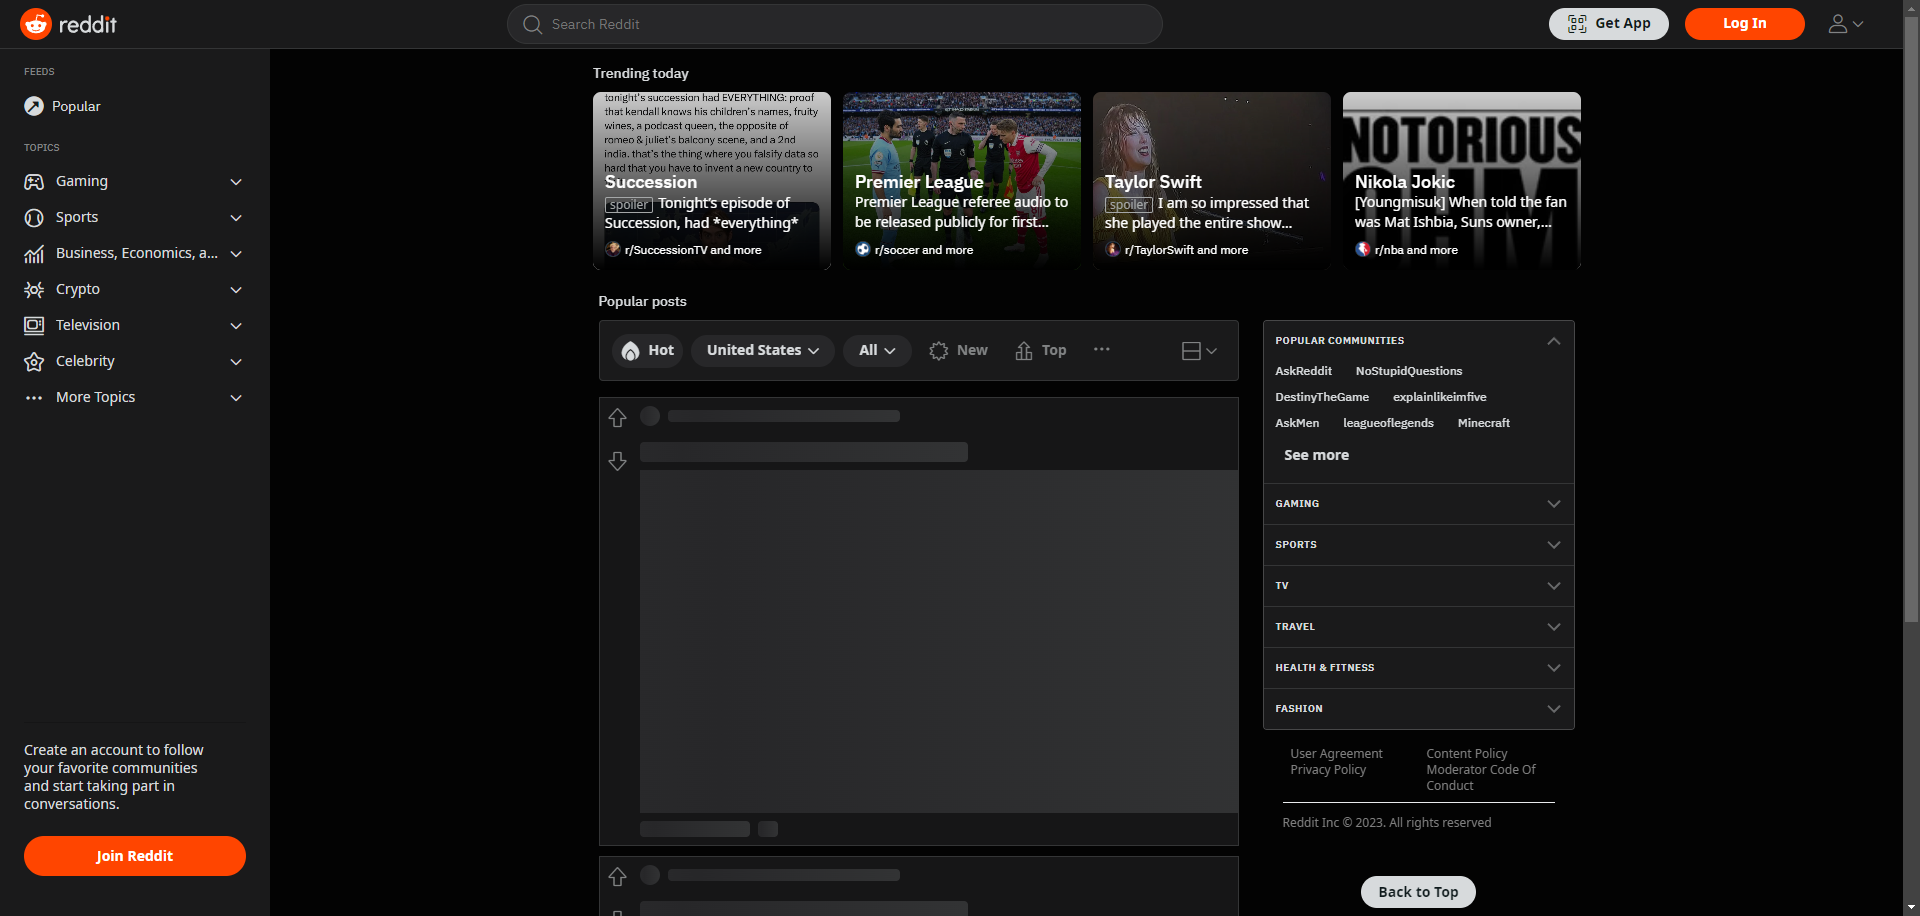 reddit
Search Reddit
Get App
Log In
FEEDS
Popular
TOPICS
Gaming
Sports
Business, Economics, a...
Crypto
Television
Celebrity
More Topics
Create an account to follow
your favorite communities
and start taking part in
conversations.
Join Reddit
Trending today
tonight's succession had EVERYTHING: proof
that kendall knows his children's names, fruity
wines, a podcast queen, the opposite of
romeo & juliet's balcony scene, and a 2nd
india. that's the thing where you falsify data so
hard that you have to invent a new country to
Succession
spoiler Tonight's episode of
Succession, had *everything*
r/SuccessionTV and more
Premier League
Premier League referee audio to
be released publicly for first...
r/soccer and more
Taylor Swift
spoiler I am so impressed that
she played the entire show...
r/TaylorSwift and more
NOTORIOUS
Nikola Jokic
[Youngmisuk] When told the fan
was Mat Ishbia, Suns owner,...
r/nba and more
Popular posts
Hot
United States
All
New
Top
POPULAR COMMUNITIES
AskReddit NoStupidQuestions
DestinyTheGame explainlikeimfive
AskMen leagueoflegends Minecraft
See more
GAMING
SPORTS
TV
TRAVEL
HEALTH & FITNESS
FASHION
User Agreement
Privacy Policy
Content Policy
Moderator Code Of
Conduct
Reddit Inc © 2023. All rights reserved
Back to Top